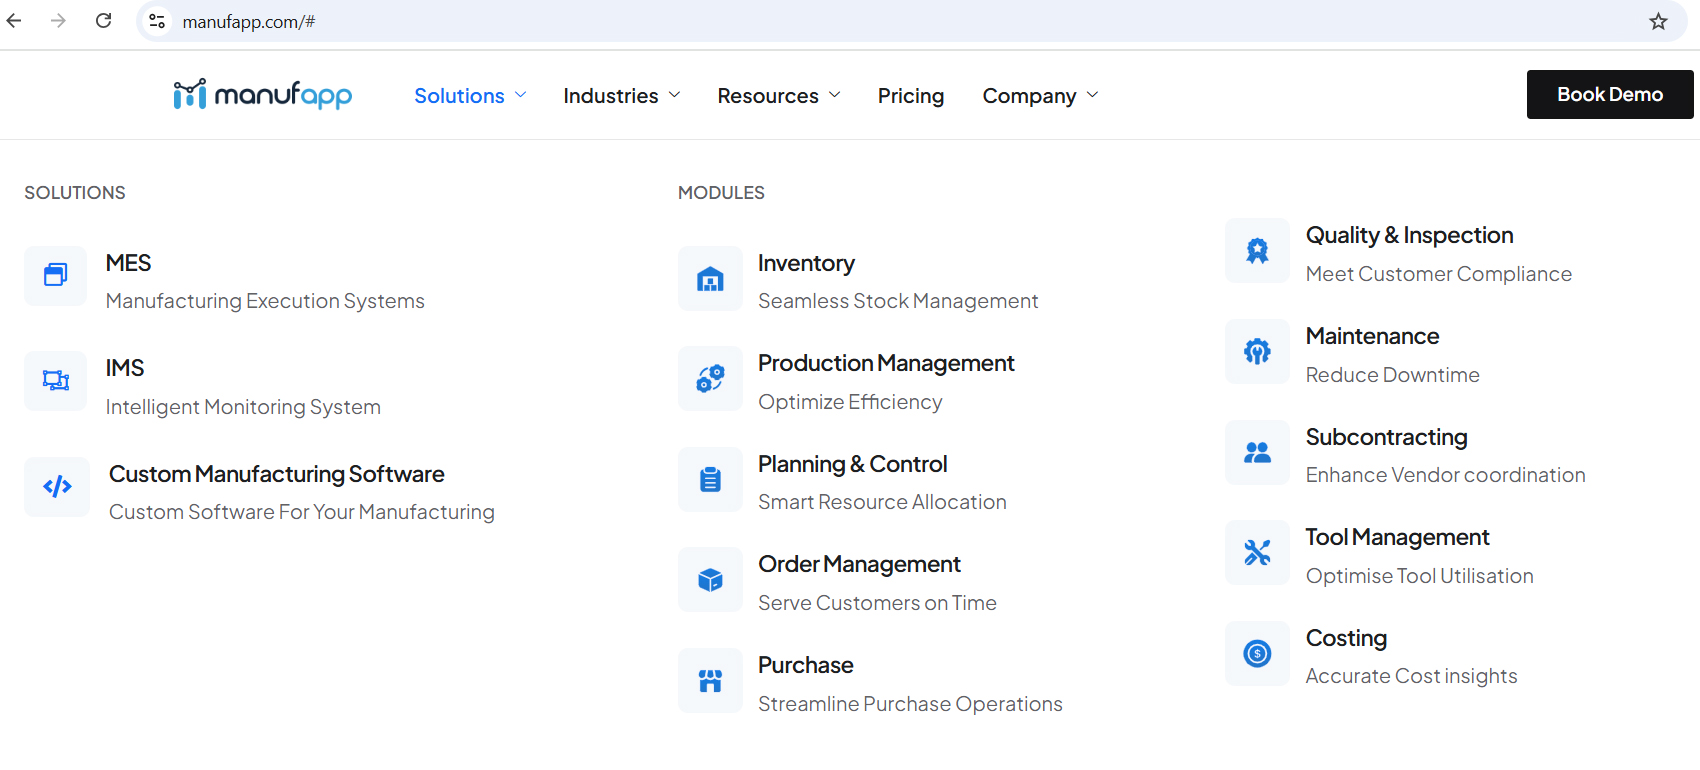 manufapp.com/#
manufapp
Solutions
Industries
Resources
Pricing
Company
Book Demo
SOLUTIONS
MES
Manufacturing Execution Systems
IMS
Intelligent Monitoring System
Custom Manufacturing Software
Custom Software For Your Manufacturing
MODULES
Inventory
Seamless Stock Management
Production Management
Optimize Efficiency
Planning & Control
Smart Resource Allocation
Order Management
Serve Customers on Time
Purchase
Streamline Purchase Operations
Quality & Inspection
Meet Customer Compliance
Maintenance
Reduce Downtime
Subcontracting
Enhance Vendor coordination
Tool Management
Optimise Tool Utilisation
Costing
Accurate Cost insights